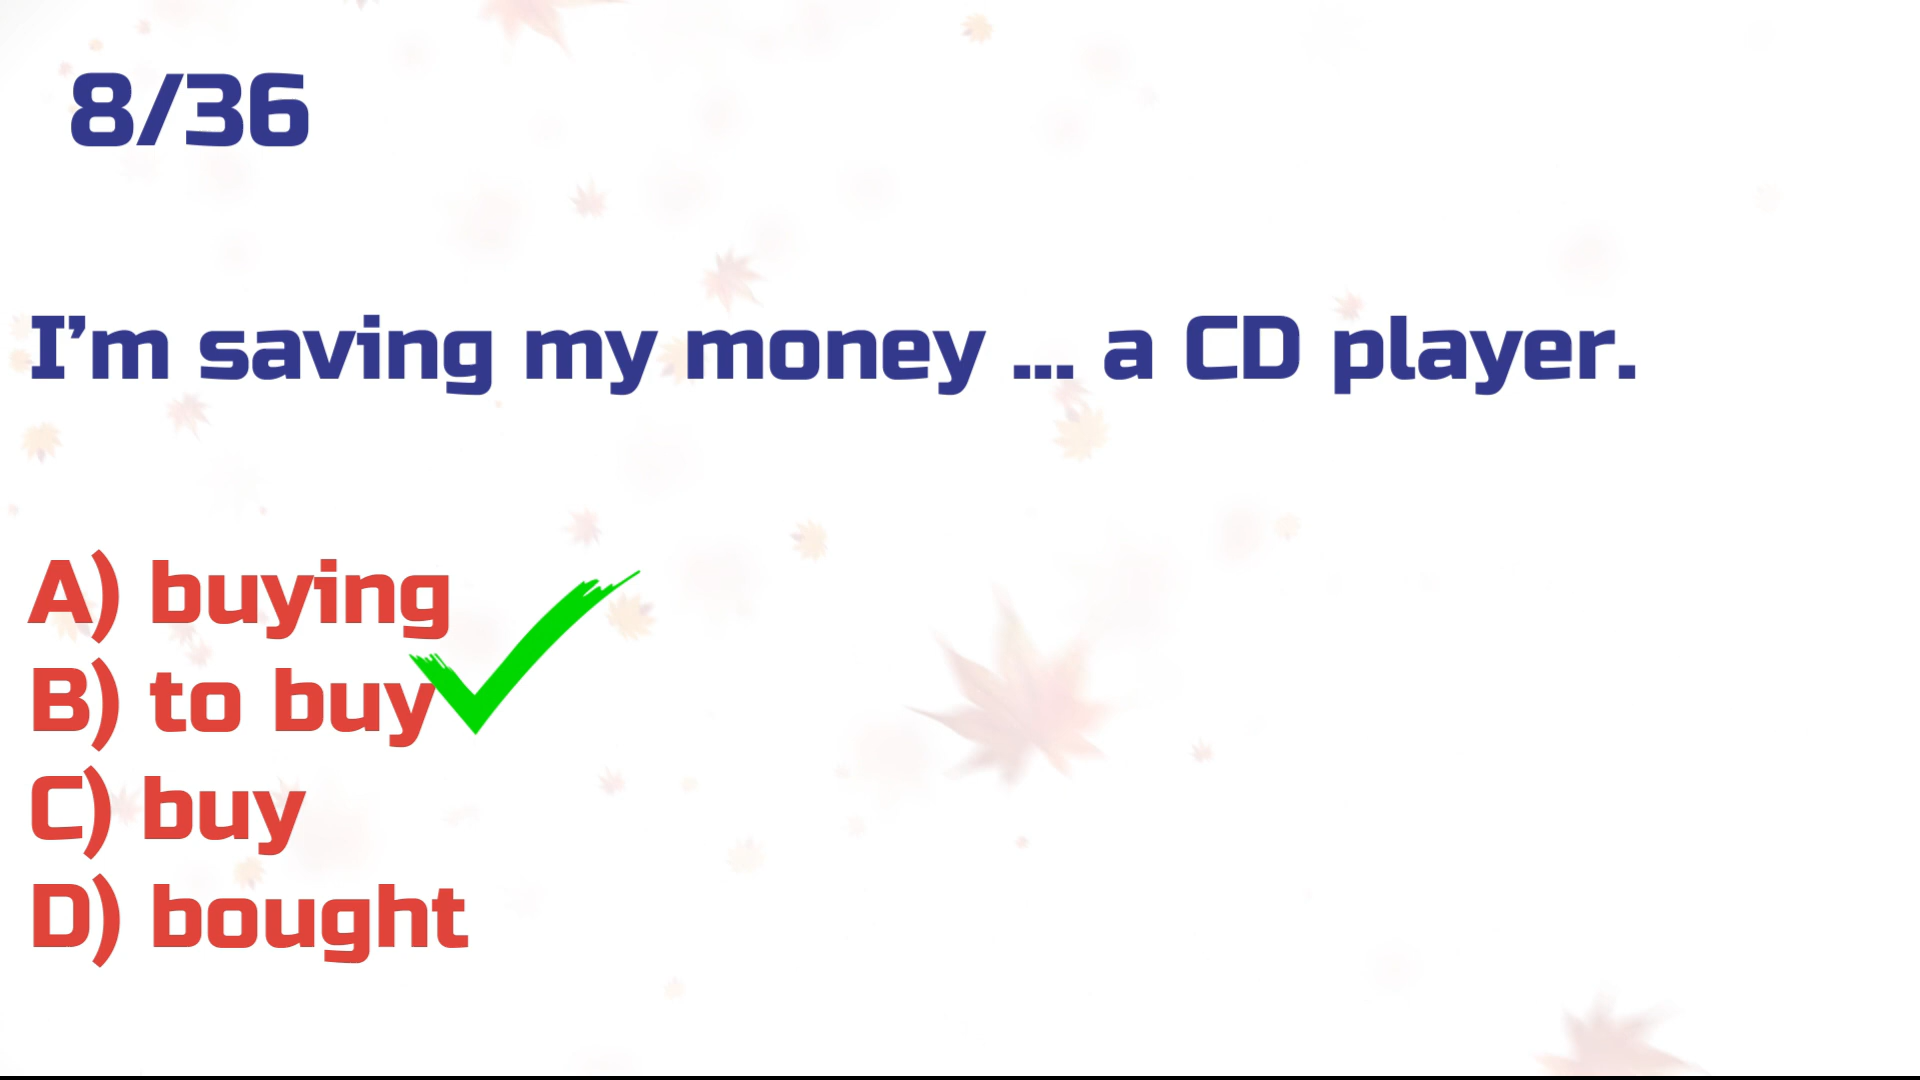 8/36
I’m saving my money ... a CD player.
A) buying
B) to buy
C) buy
D) bought